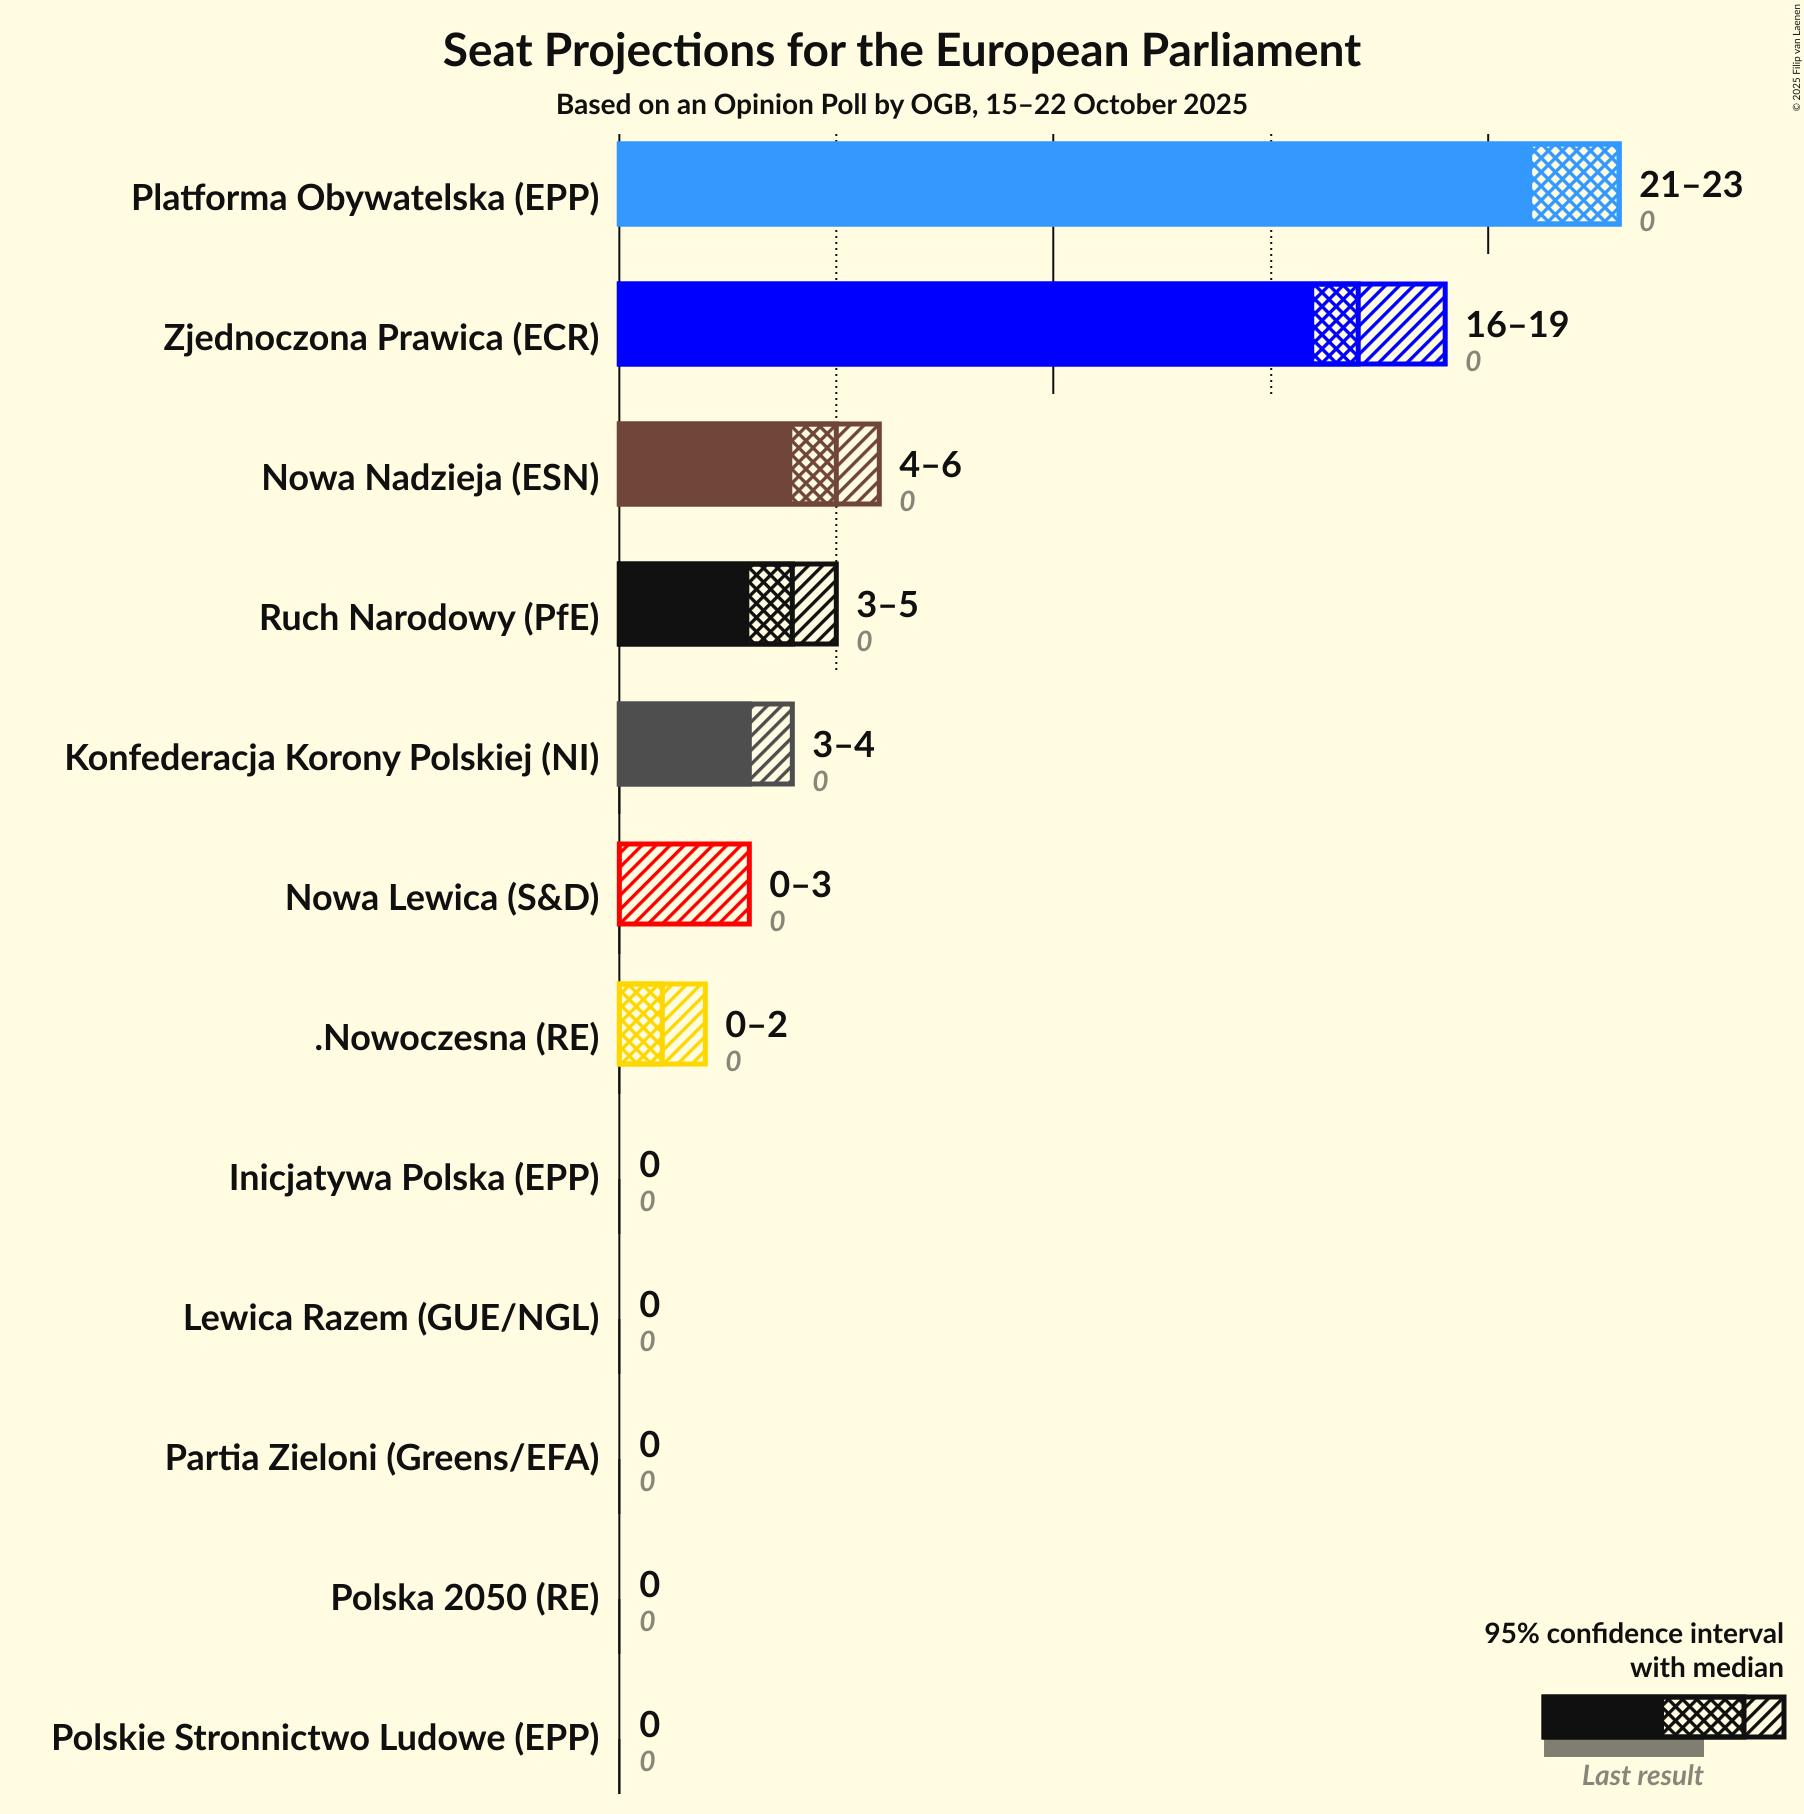 Seat Projections for the European Parliament
Based on an Opinion Poll by OGB, 15–22 October 2025
© 2025 Filip van Laenen
Platforma Obywatelska (EPP)
21–23
0
Zjednoczona Prawica (ECR)
16–19
0
Nowa Nadzieja (ESN)
4–6
0
Ruch Narodowy (PfE)
3–5
0
Konfederacja Korony Polskiej (NI)
3–4
0
Nowa Lewica (S&D)
0–3
0
.Nowoczesna (RE)
0–2
0
Inicjatywa Polska (EPP)
0
0
Lewica Razem (GUE/NGL)
0
0
Partia Zieloni (Greens/EFA)
0
0
Polska 2050 (RE)
0
0
Polskie Stronnictwo Ludowe (EPP)
0
0
95% confidence interval
with median
Last result